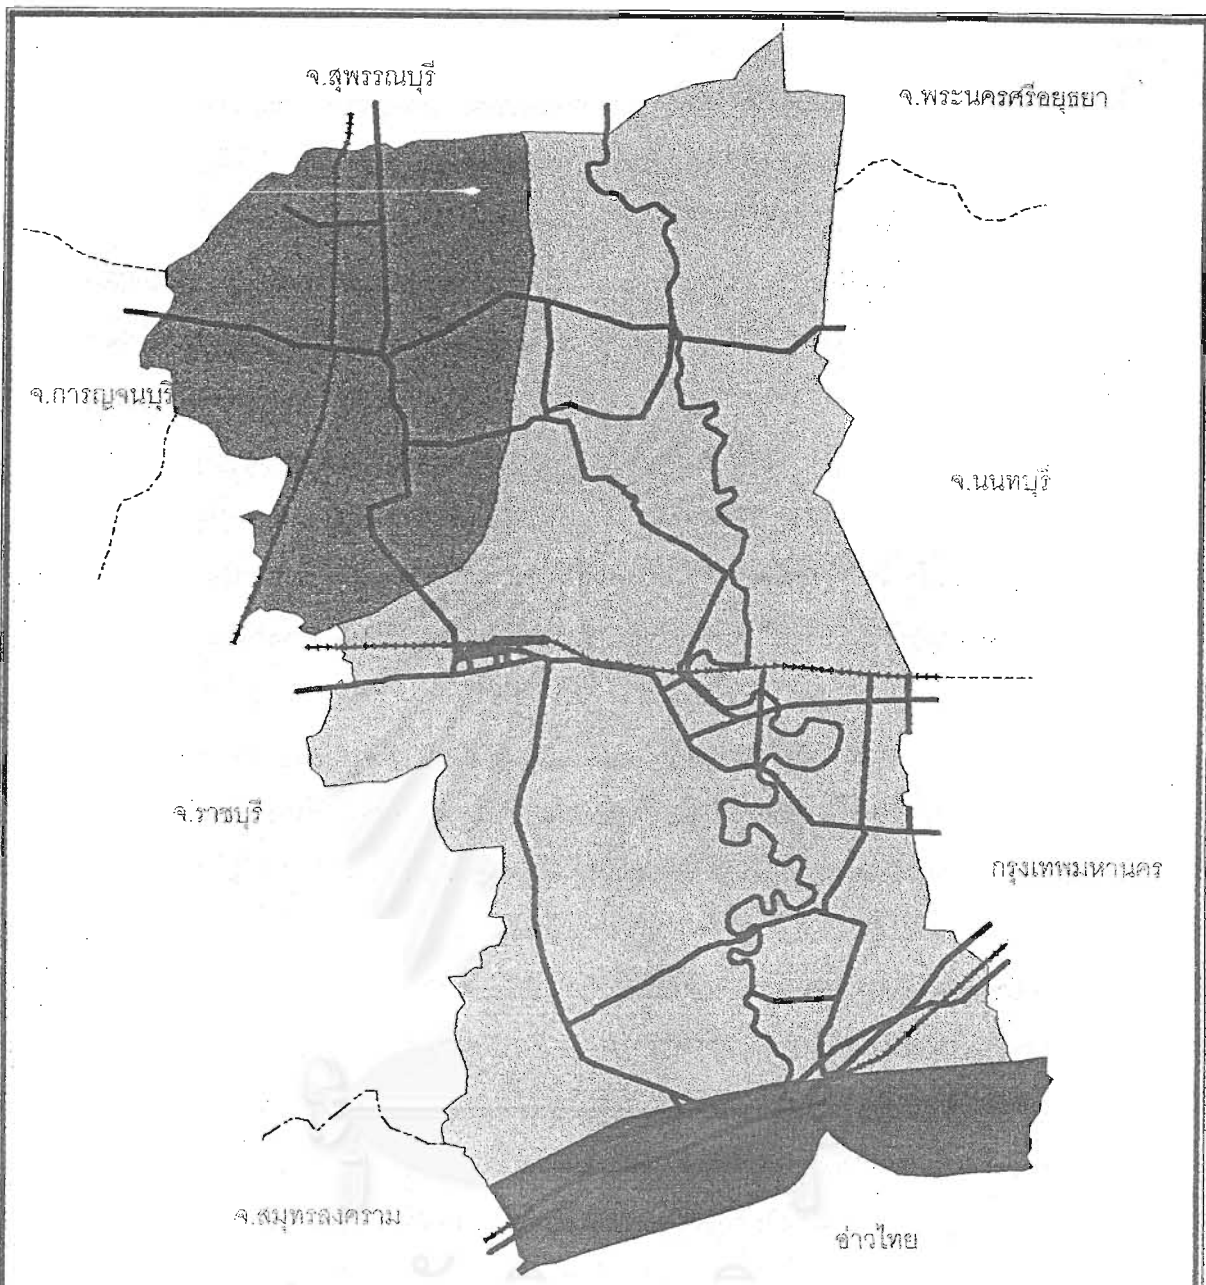 จ.สุพรรณบุรี
จ.พระนครศรีอยุธยา
จ.การญจนบุรี
จ.นนทบุรี
จ.ราชบุรี
กรุงเทพมหานคร
จ.สมุทรสงคราม
อ่าวไทย